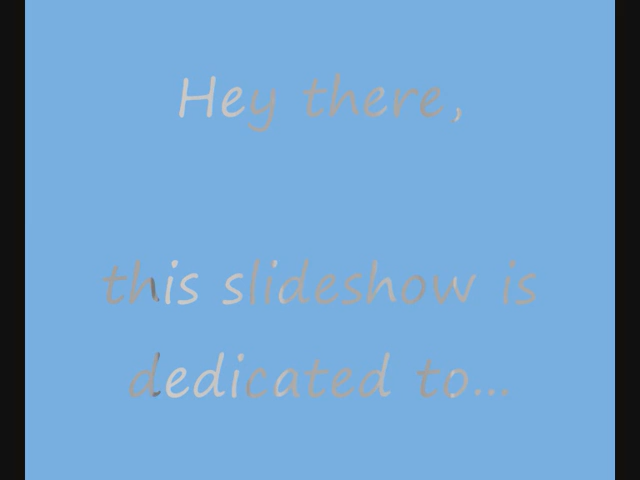 Hey there,
this slideshow is
dedicated to...